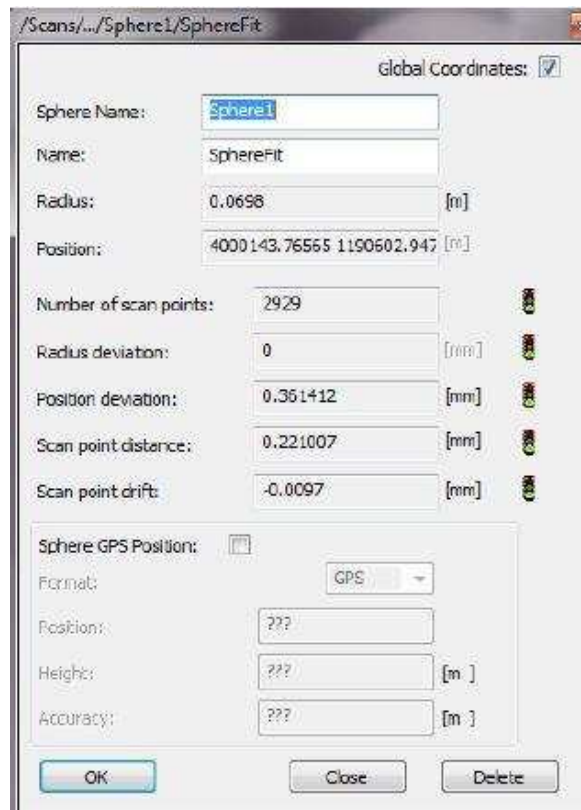 /Scans/.../Sphere1/SphereFit
Global Coordinates:
Sphere Name: Sphere1
Name: SphereFit
Radius: 0.0698 [m]
Position: 4000143.76565 1190602.947 [m]
Number of scan points: 2929
Radius deviation: 0 [mm]
Position deviation: 0.361412 [mm]
Scan point distance: 0.221007 [mm]
Scan point drift: -0.0097 [mm]
Sphere GPS Position:
Format: GPS
Position: ???
Height: ??? [m ]
Accuracy: ??? [m ]
OK Close Delete